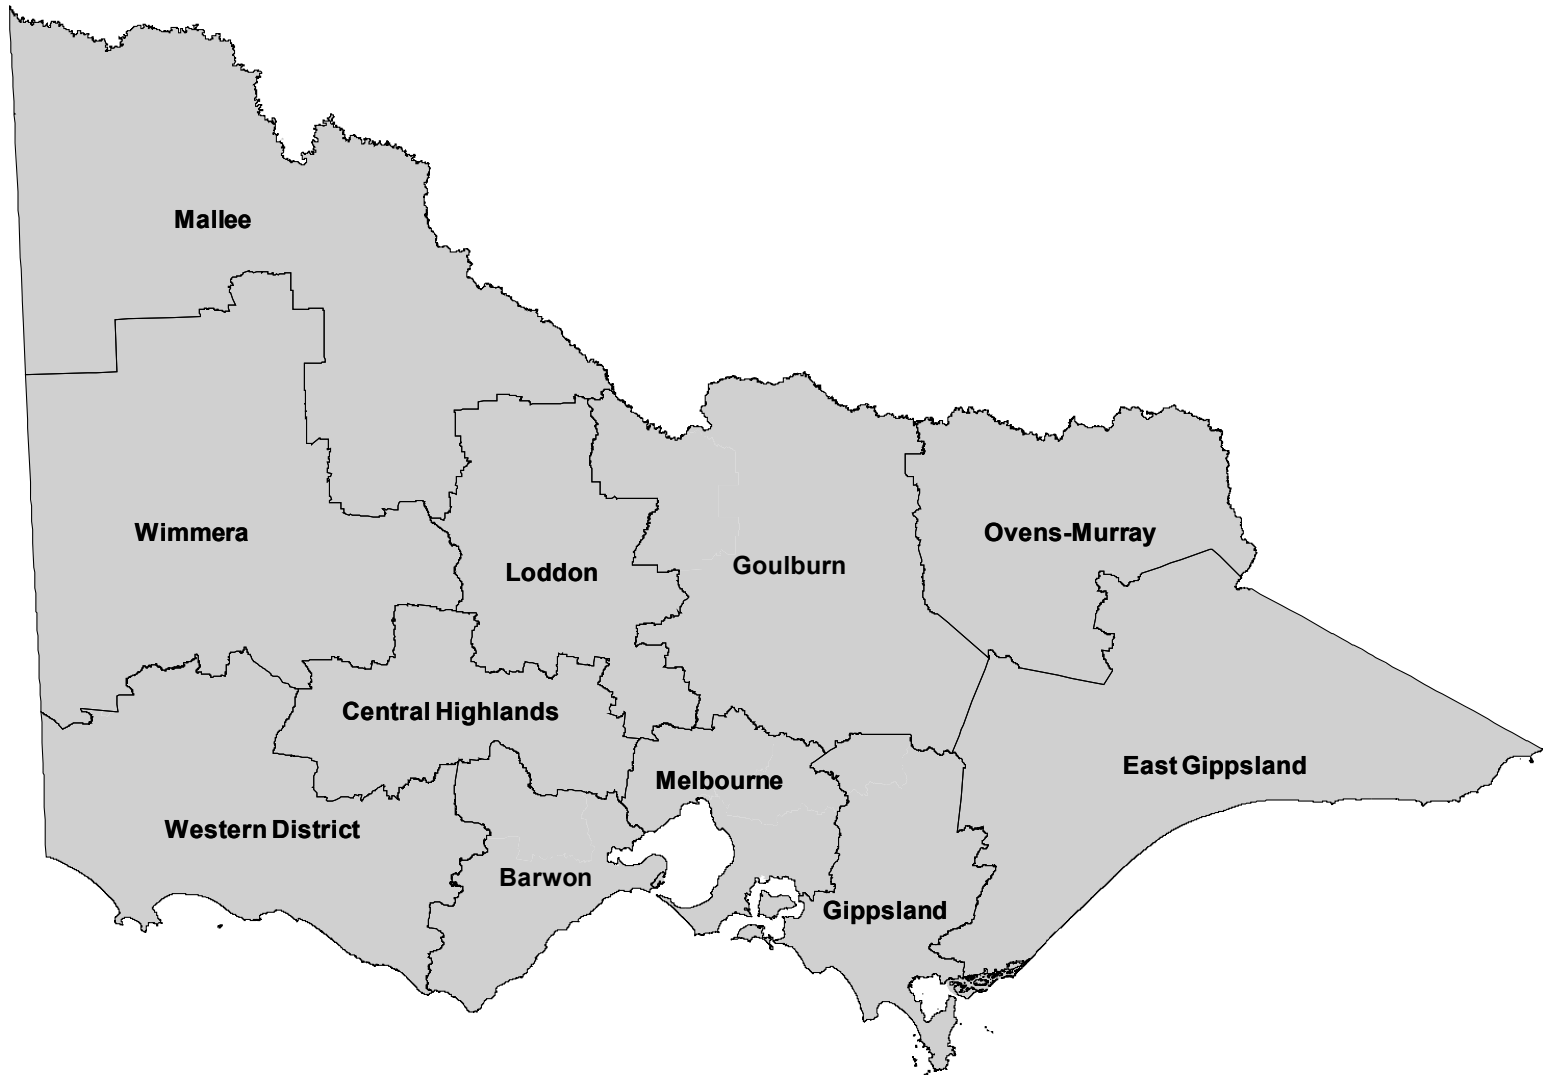 Mallee
Wimmera
Ovens-Murray
Goulburn
Loddon
Central Highlands
East Gippsland
Melbourne
Western District
Barwon
Gippsland